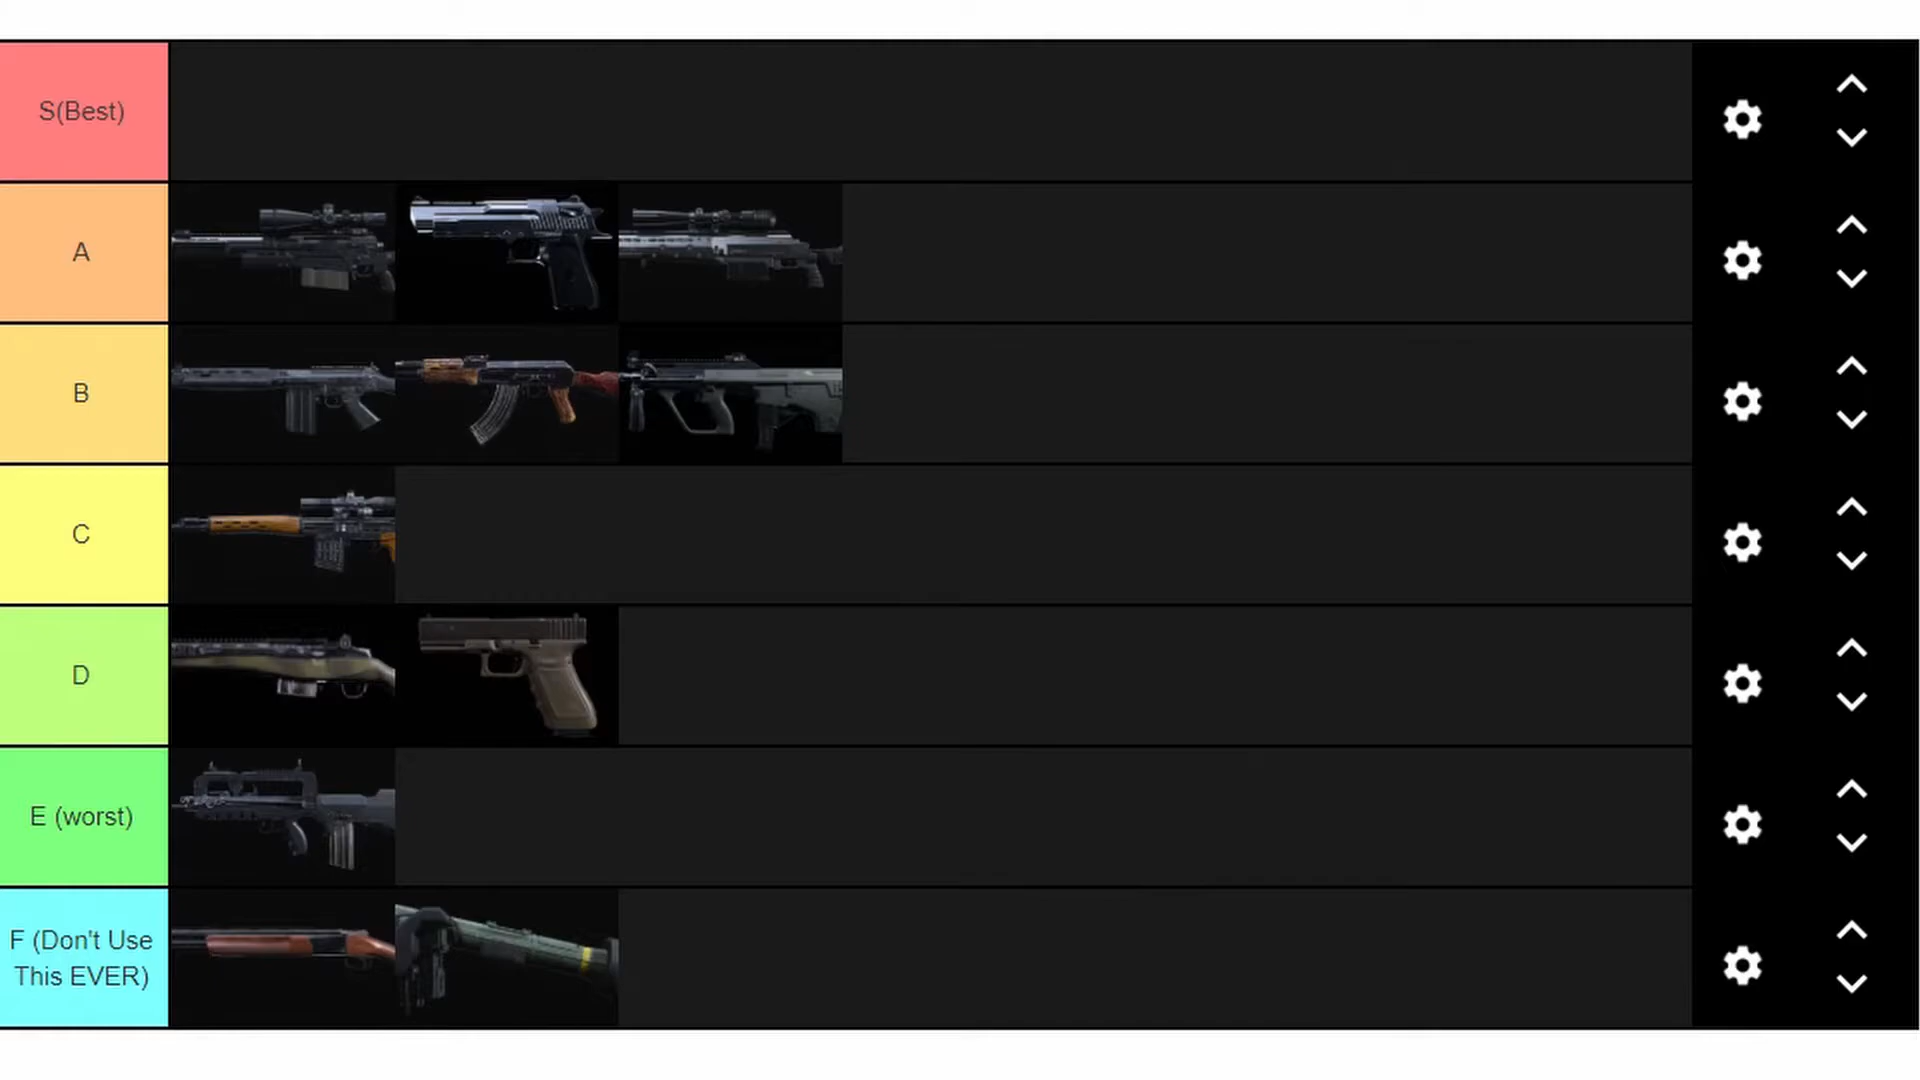 S(Best)
A
B
C
D
E (worst)
F (Don't Use
This EVER)